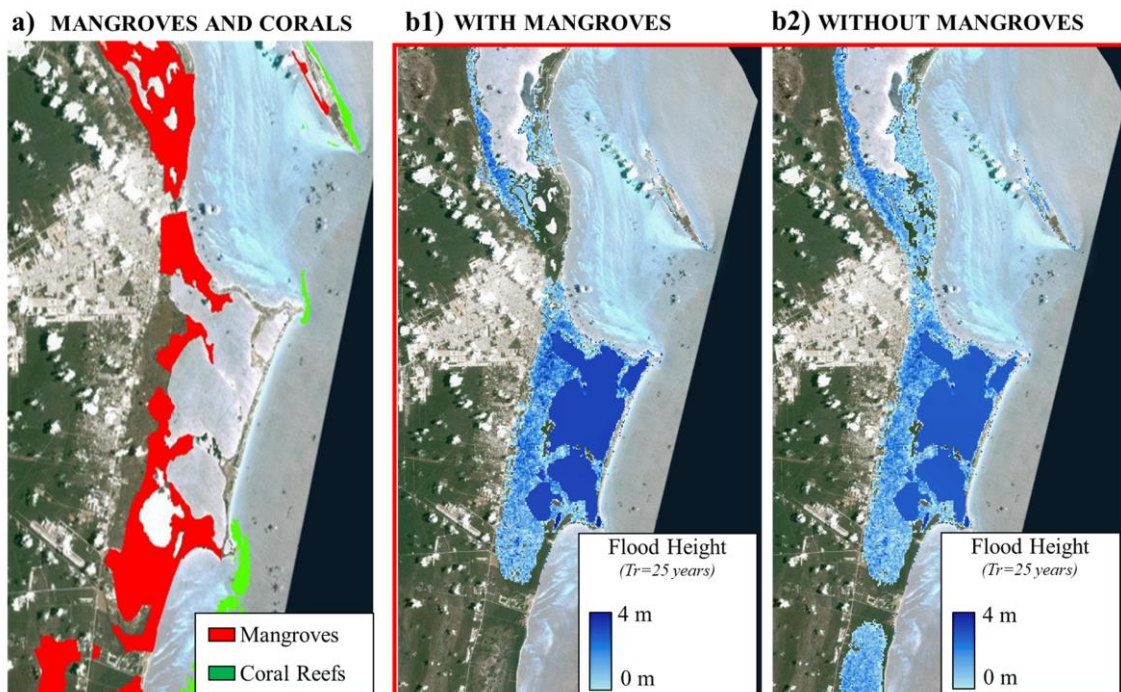 a) MANGROVES AND CORALS
b1) WITH MANGROVES
b2) WITHOUT MANGROVES
Mangroves
Coral Reefs
Flood Height
(Tr=25 years)
4 m
0 m
Flood Height
(Tr=25 years)
4 m
0 m